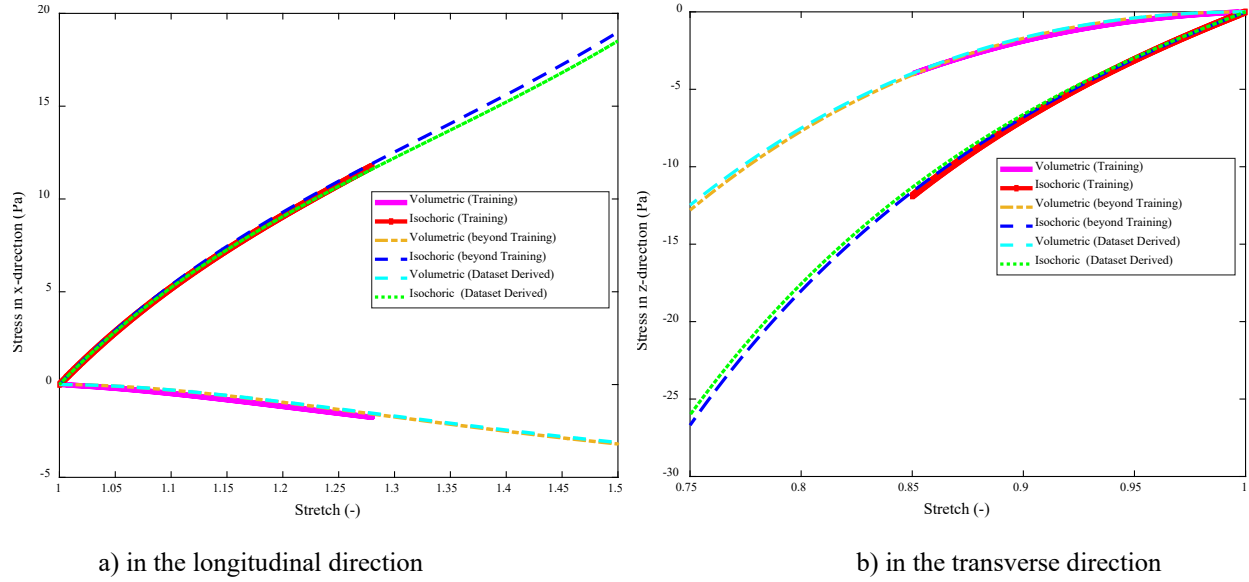 20
15
10
5
0
-5
Stress in x-direction (Pa)
Volumetric (Training)
Isochoric (Training)
Volumetric (beyond Training)
Isochoric (beyond Training)
Volumetric (Dataset Derived)
Isochoric (Dataset Derived)
1 1.05 1.1 1.15 1.2 1.25 1.3 1.35 1.4 1.45 1.5
Stretch (-)
a) in the longitudinal direction
0
-5
-10
-15
-20
-25
-30
Stress in z-direction (Pa)
Volumetric (Training)
Isochoric (Training)
Volumetric (beyond Training)
Isochoric (beyond Training)
Volumetric (Dataset Derived)
Isochoric (Dataset Derived)
0.75 0.8 0.85 0.9 0.95 1
Stretch (-)
b) in the transverse direction